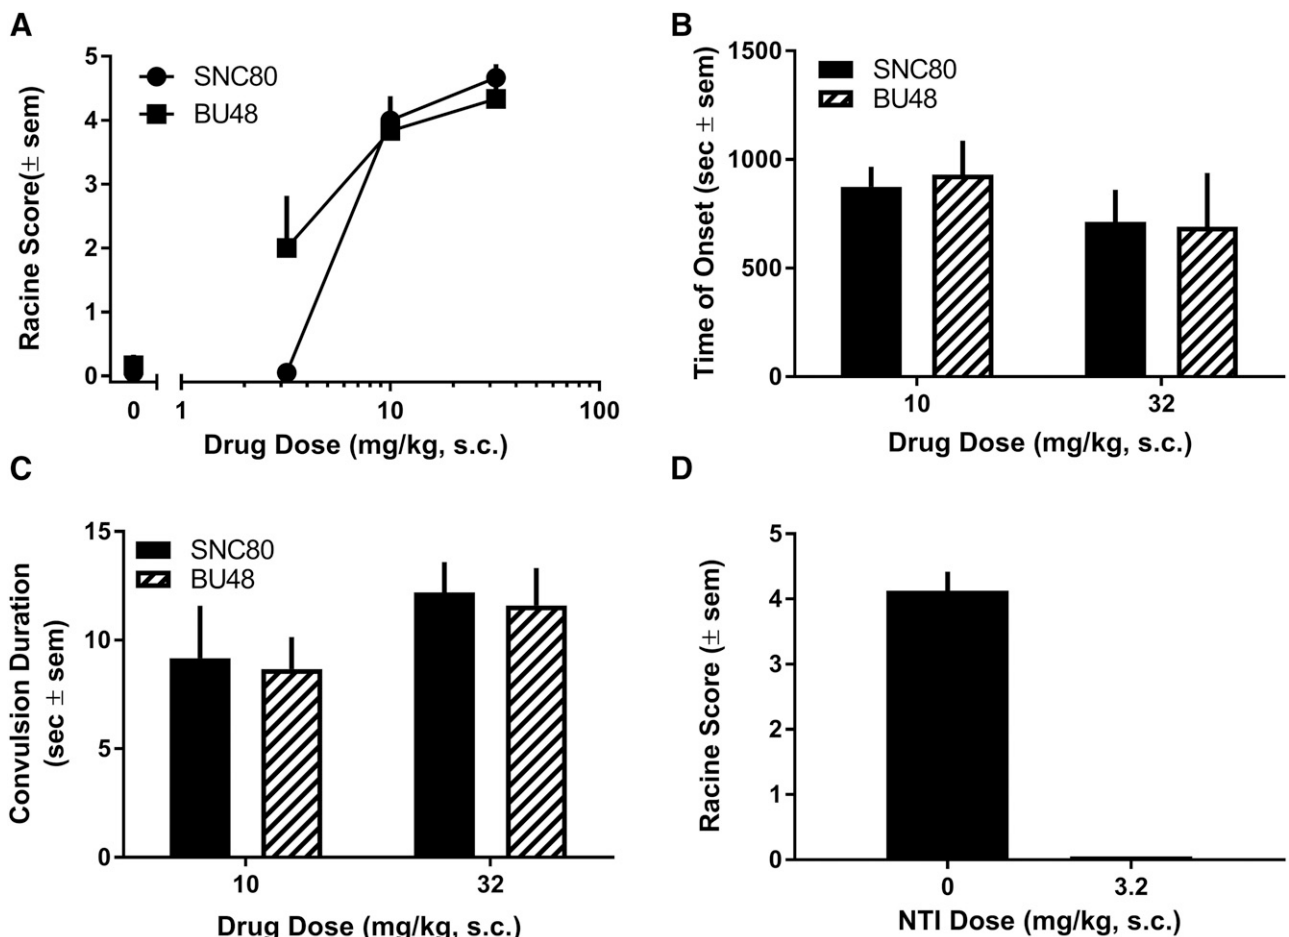 A
Racine Score(± sem)
5
4
3
2
1
0
SNC80
BU48
0 1 10 100
Drug Dose (mg/kg, s.c.)
B
Time of Onset (sec ± sem)
1500
1000
500
0
SNC80
BU48
10 32
Drug Dose (mg/kg, s.c.)
C
Convulsion Duration
(sec ± sem)
15
10
5
0
SNC80
BU48
10 32
Drug Dose (mg/kg, s.c.)
D
Racine Score (± sem)
5
4
3
2
1
0
0 3.2
NTI Dose (mg/kg, s.c.)